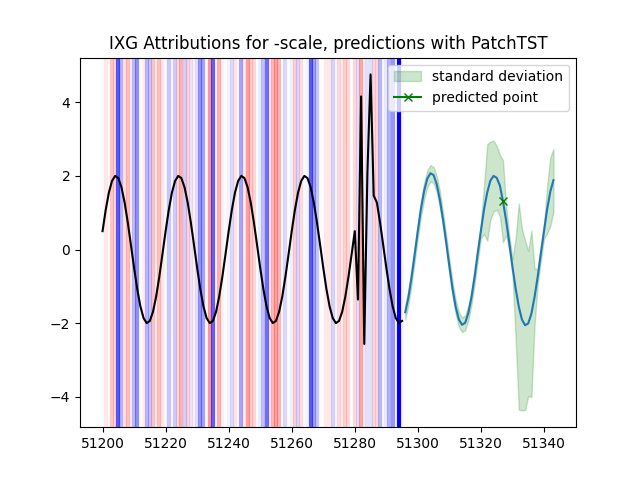 IXG Attributions for -scale, predictions with PatchTST
standard deviation
predicted point
4
2
0
−2
−4
51200 51220 51240 51260 51280 51300 51320 51340